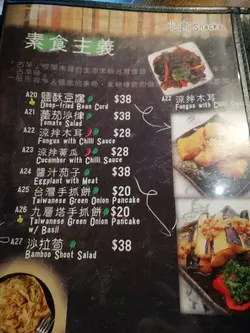 Snacks
素食主義
A20 鹽酥豆腐 $38
Deep-fried Bean Curd
A21 蕃茄沙律 $38
Tomato Salad
A22 涼拌木耳 $28
Fungus with Chilli Sauce
A23 涼拌黃瓜 $28
Cucumber with Chilli Sauce
A24 醬汁茄子 $38
Eggplant with Meat
A25 台灣手抓餅 $20
Taiwanese Green Onion Pancake
A26 九層塔手抓餅 $20
Taiwanese Green Onion Pancake
w/ Basil
A27 沙拉筍 $38
Bamboo Shoot Salad
A22 涼拌木耳
Fungus with Chilli